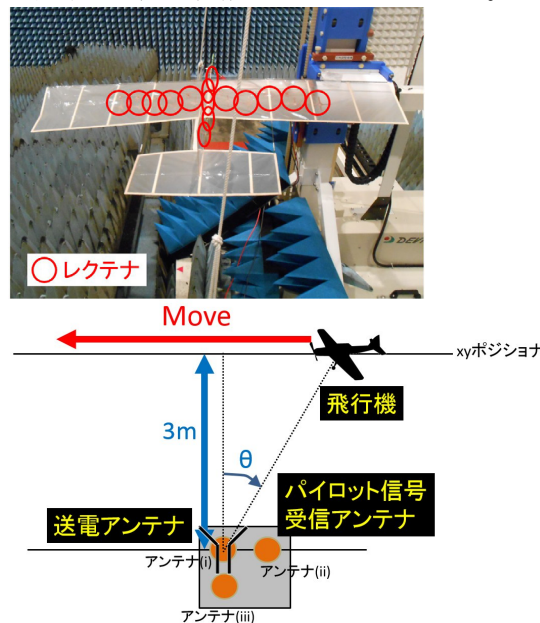 レクテナ
DEV
Move
xyポジショナ
飛行機
3m
θ
パイロット信号
受信アンテナ
送電アンテナ
アンテナ(i)
アンテナ(ii)
アンテナ(iii)